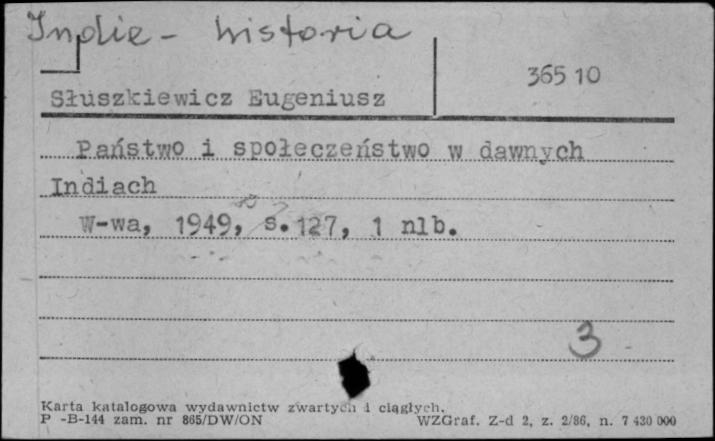 Indie - historia
365 10
Słuszkiewicz Eugeniusz
Państwo i społeczeństwo w dawnych
Indiach
W-wa, 1949, s. 127, 1 nlb.
3
Karta katalogowa wydawnictw zwartych i ciągłych.
P -B-144 zam. nr 865/DW/ON WZGraf. Z-d 2, z. 2/86, n. 7 430 000